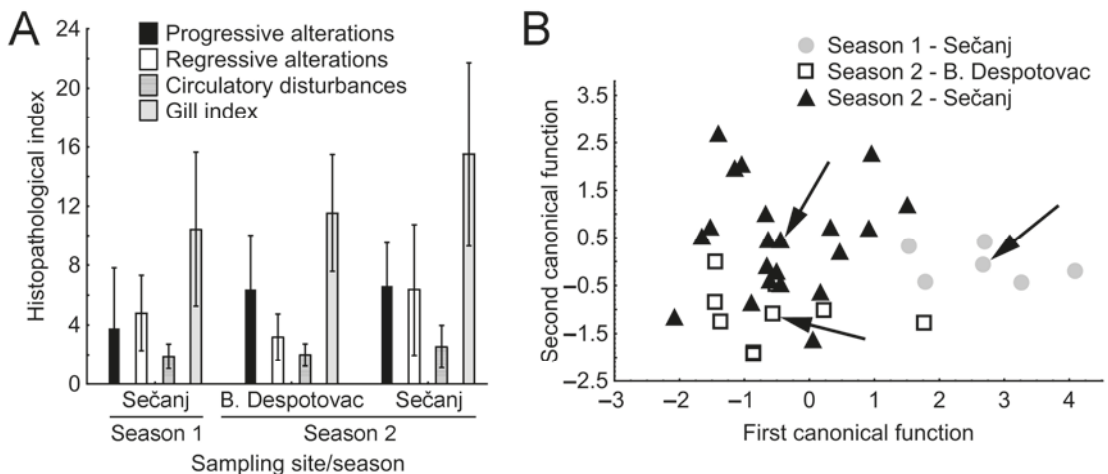 A
Progressive alterations
Regressive alterations
Circulatory disturbances
Gill index
Histopathological index
24
20
16
12
8
4
0
Sečanj B. Despotovac Sečanj
Season 1 Season 2
Sampling site/season
B
Season 1 - Sečanj
Season 2 - B. Despotovac
Season 2 - Sečanj
Second canonical function
3.5
2.5
1.5
0.5
–0.5
–1.5
–2.5
–3 –2 –1 0 1 2 3 4
First canonical function